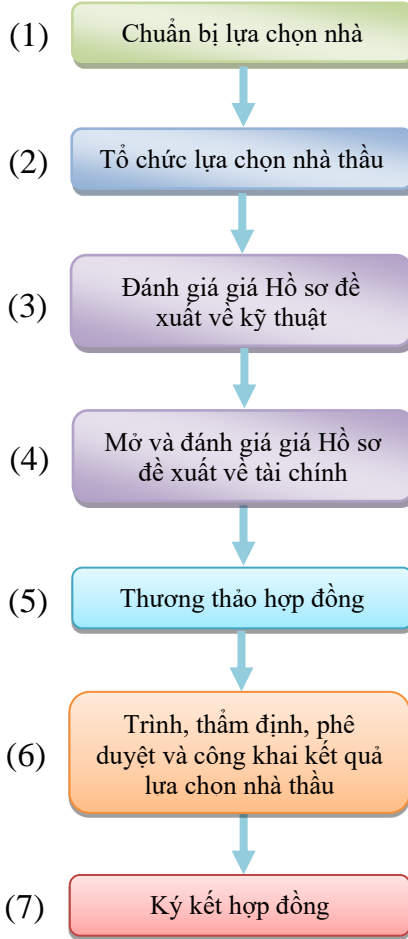 (1) Chuẩn bị lựa chọn nhà
(2) Tổ chức lựa chọn nhà thầu
(3) Đánh giá giá Hồ sơ đề
xuất về kỹ thuật
(4) Mở và đánh giá giá Hồ sơ
đề xuất về tài chính
(5) Thương thảo hợp đồng
(6) Trình, thẩm định, phê
duyệt và công khai kết quả
lưa chon nhà thầu
(7) Ký kết hợp đồng